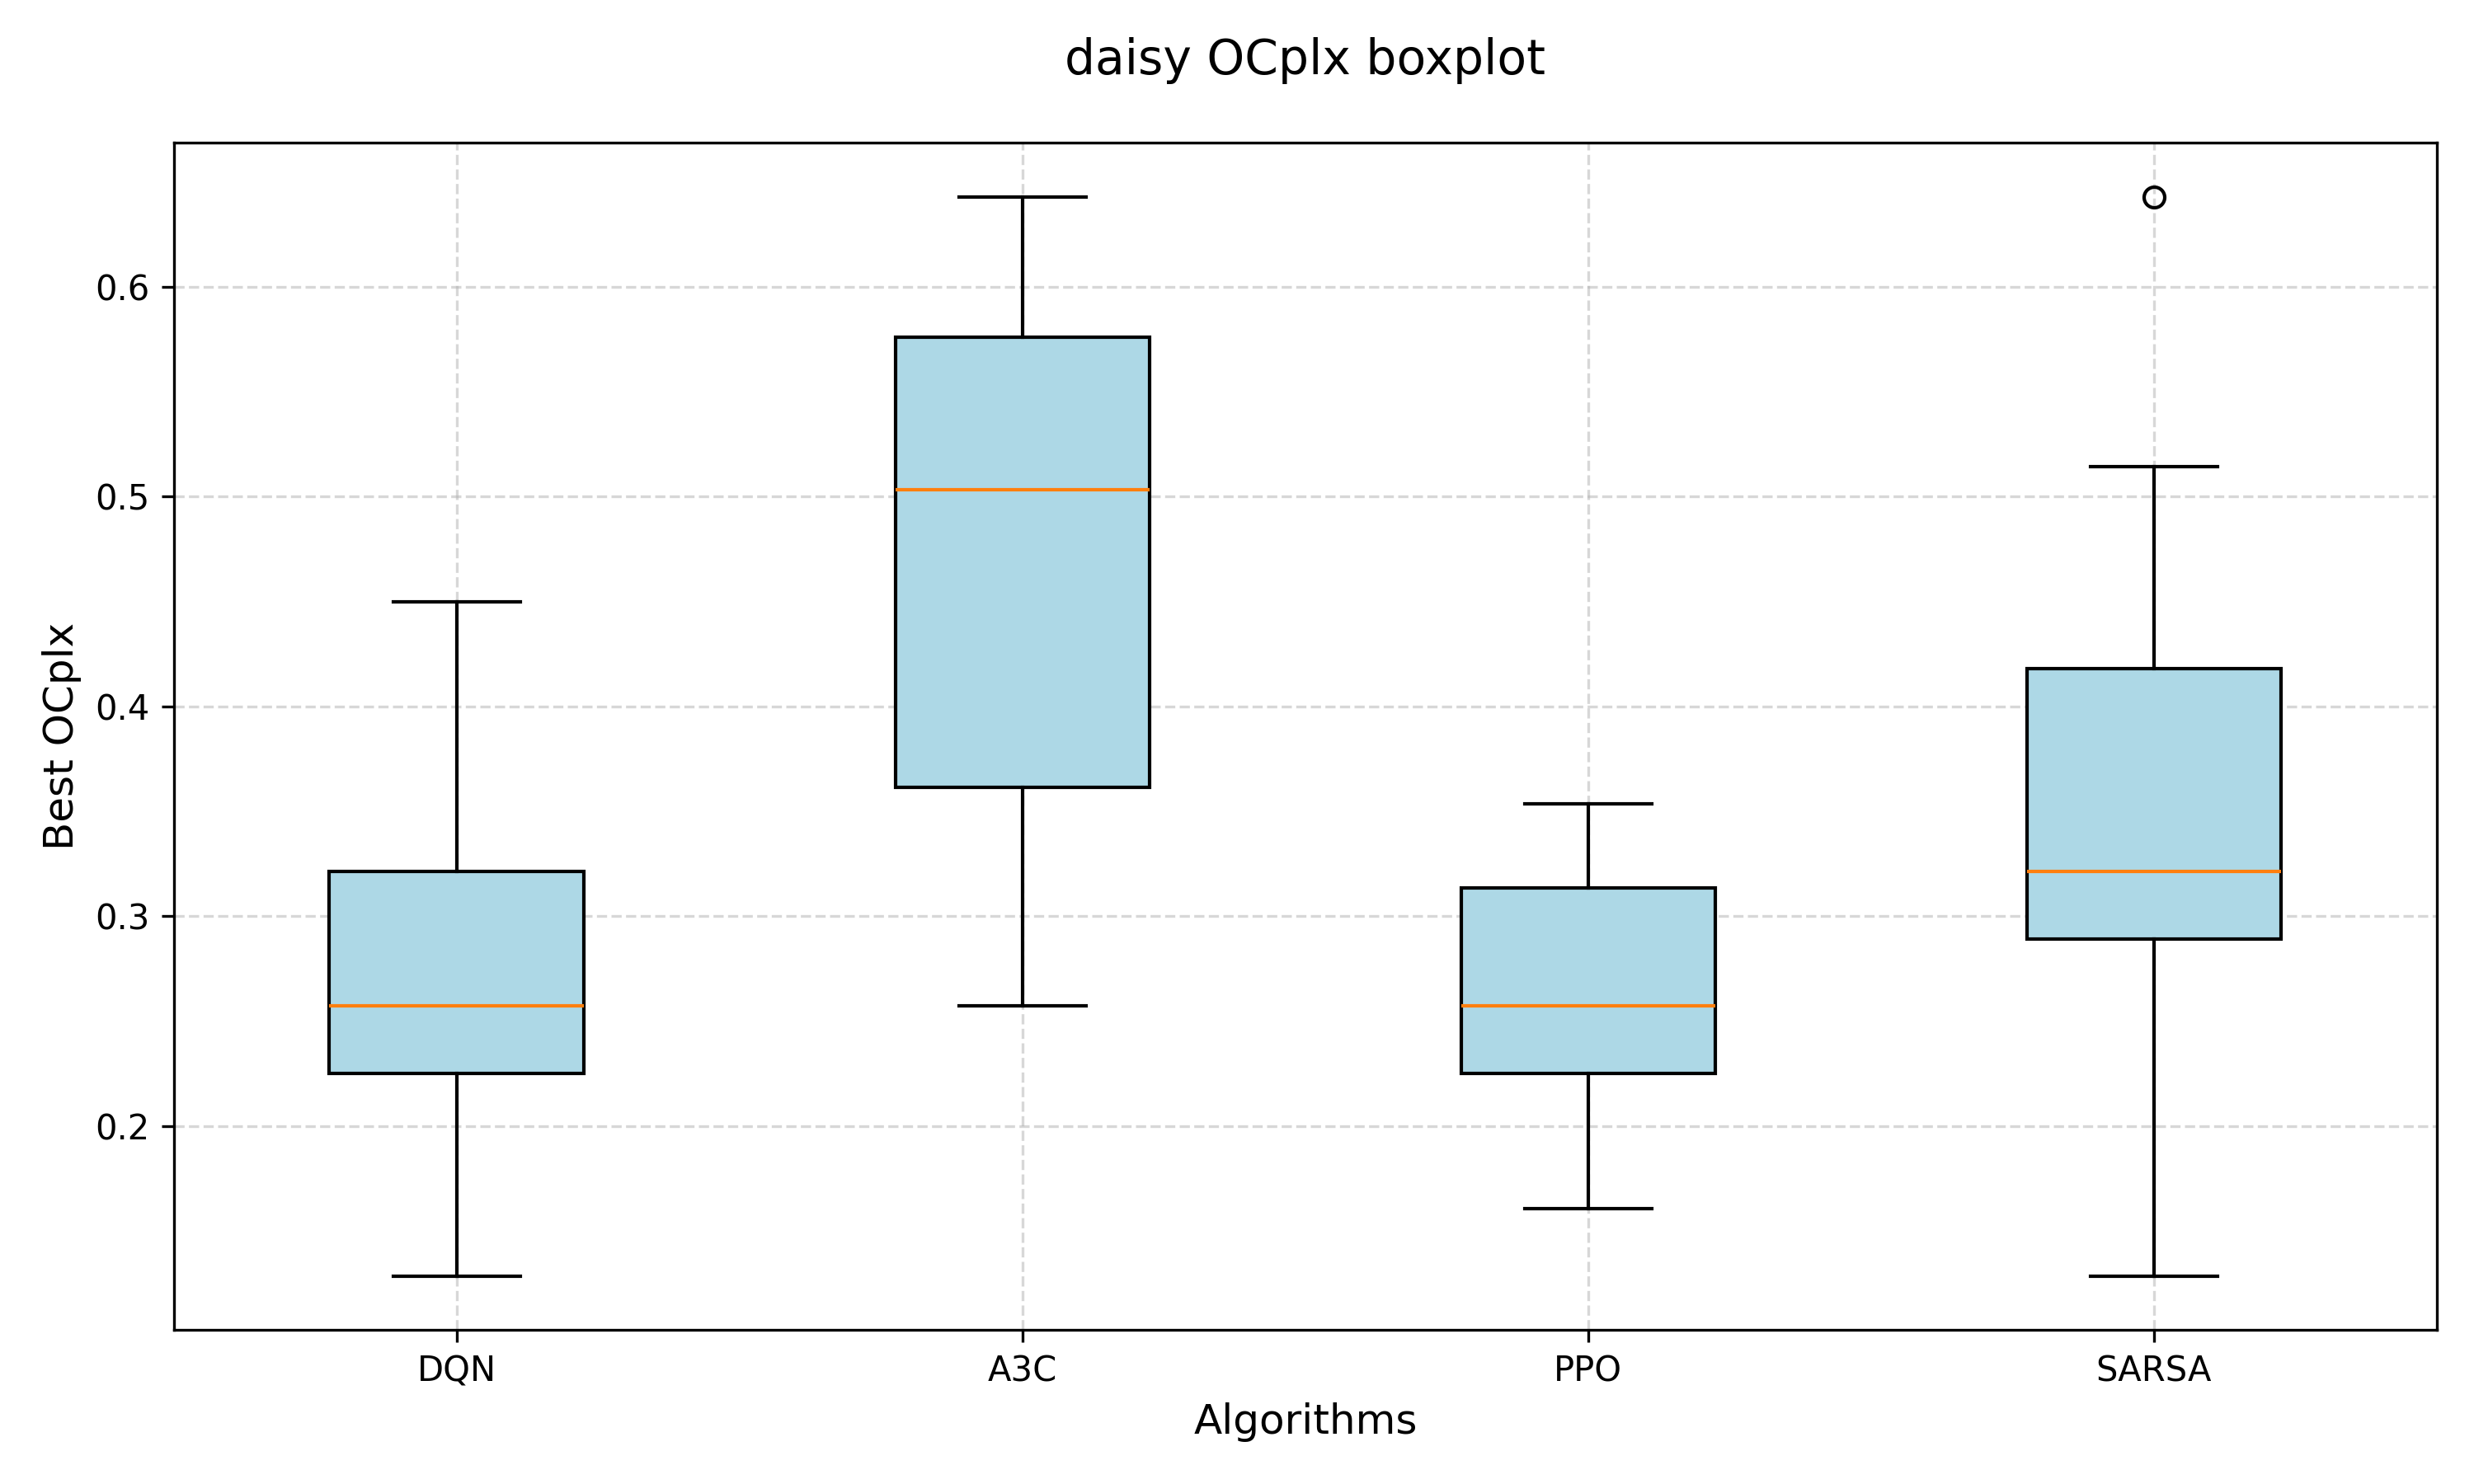 daisy OCplx boxplot
Best OCplx
0.6
0.5
0.4
0.3
0.2
DQN A3C PPO SARSA
Algorithms